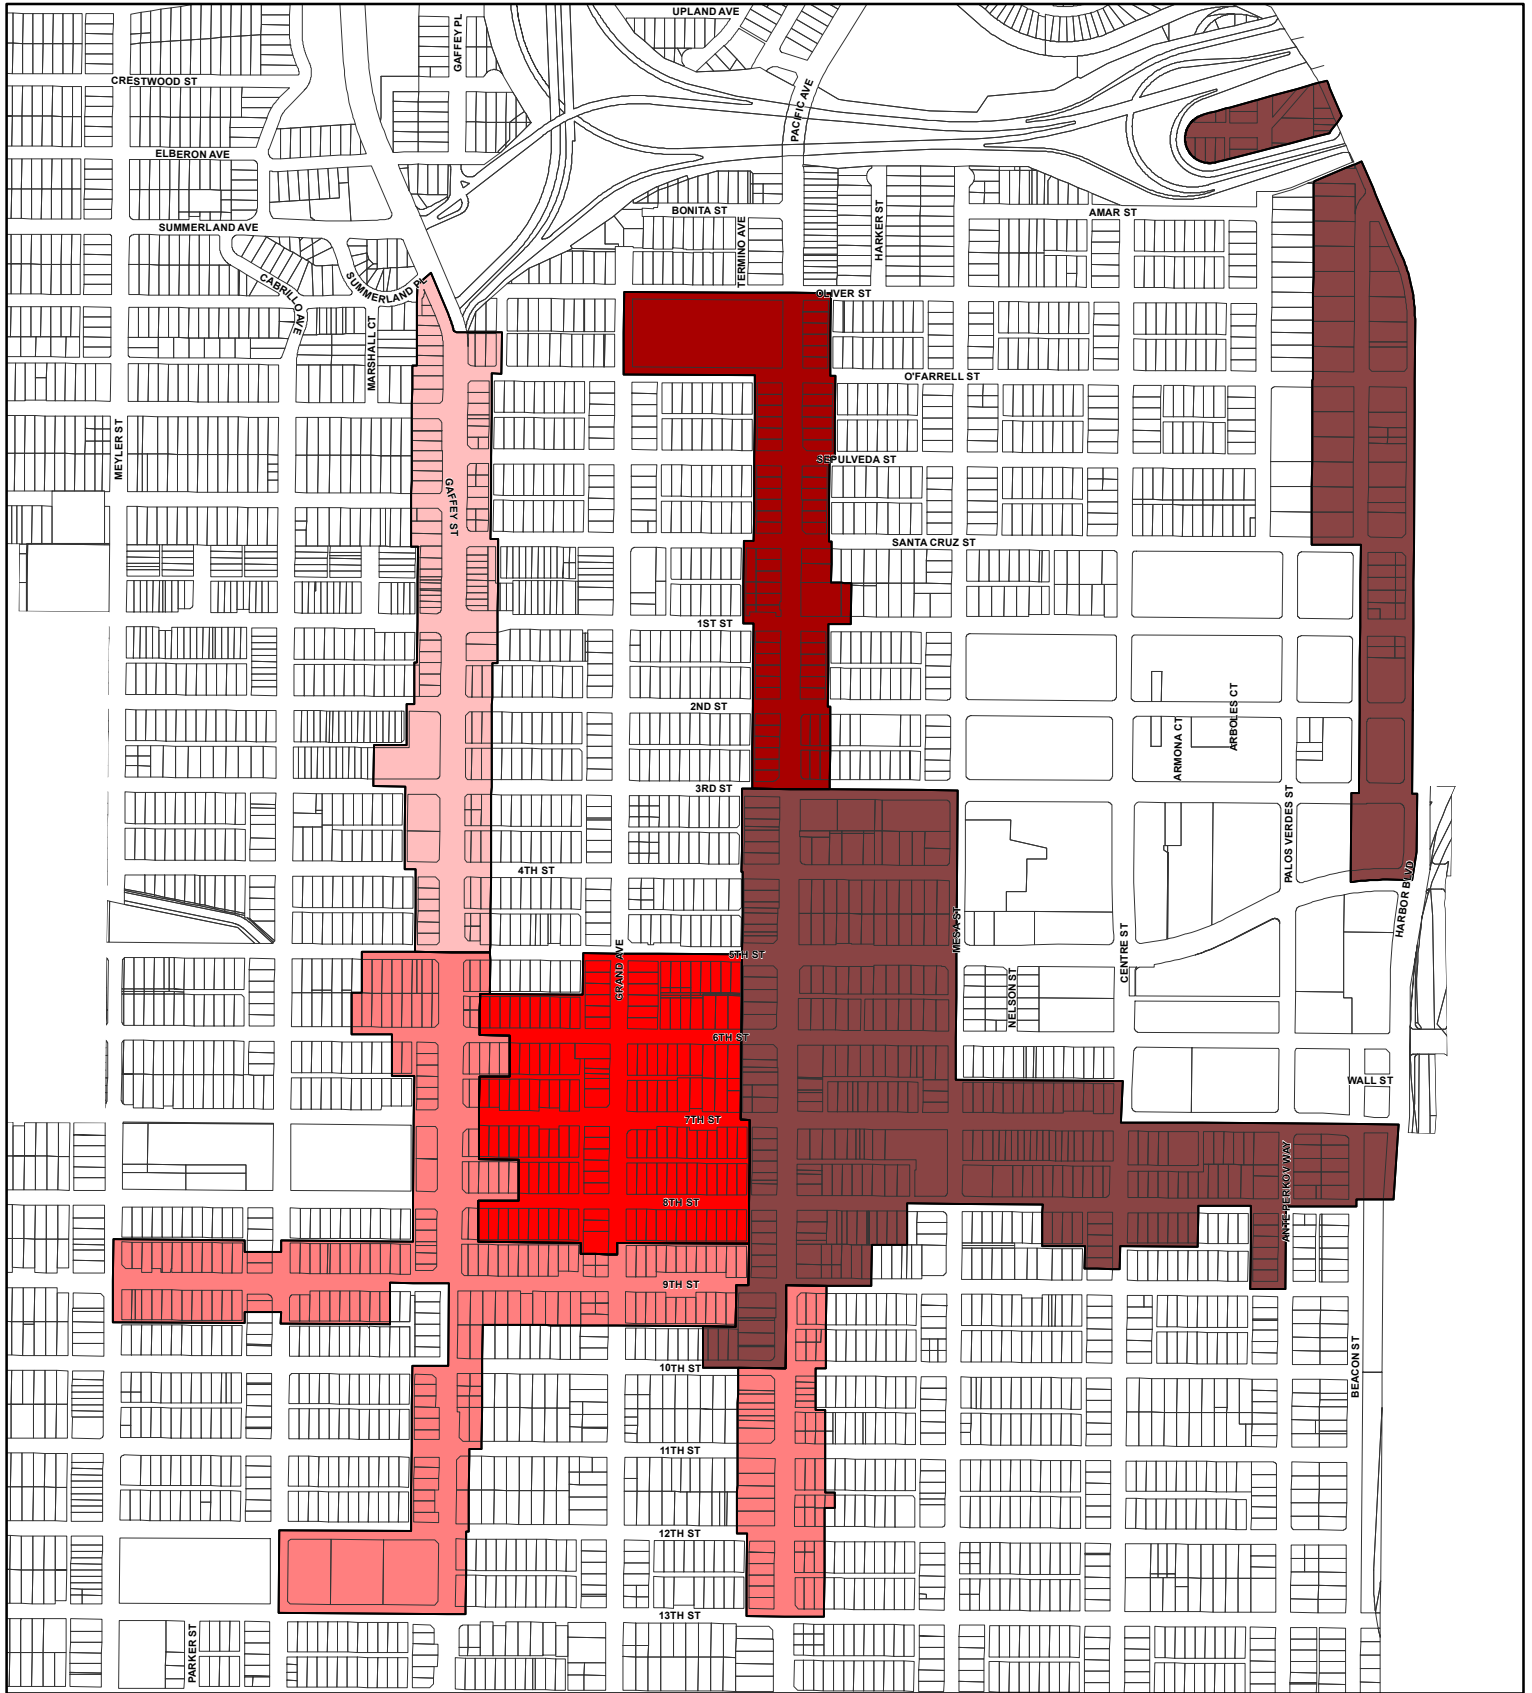 UPLAND AVE
GAFFEY PL
CRESTWOOD ST
PACIFIC AVE
ELBERON AVE
BONITA ST
AMAR ST
SUMMERLAND AVE
TERMINO AVE
HARKER ST
CABRILLO AVE
SUMMERLAND PL
OLIVER ST
MARSHALL CT
O'FARRELL ST
MEYLER ST
SEPULVEDA ST
GAFFEY ST
SANTA CRUZ ST
1ST ST
2ND ST
ARBOLES CT
ARMONA CT
3RD ST
PALOS VERDES ST
4TH ST
HARBOR BLVD
MESA ST
CENTRE ST
5TH ST
GRAND AVE
NELSON ST
6TH ST
WALL ST
7TH ST
ANTE PERKOV WAY
8TH ST
9TH ST
10TH ST
BEACON ST
11TH ST
12TH ST
13TH ST
PARKER ST